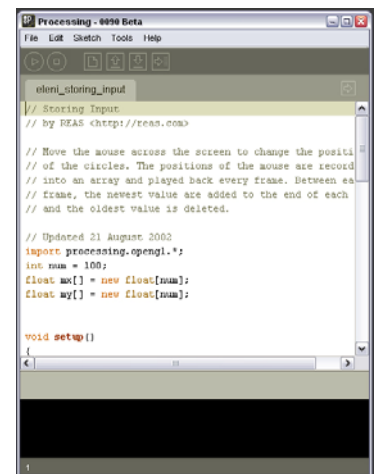 Processing - 0090 Beta
File Edit Sketch Tools Help
eleni_storing_input
// Storing Input
// by REAS <http://reas.com>
// Move the mouse across the screen to change the positi
// of the circles. The positions of the mouse are record
// into an array and played back every frame. Between ea
// frame, the newest value are added to the end of each
// and the oldest value is deleted.
// Updated 21 August 2002
import processing.opengl.*;
int num = 100;
float mx[] = new float[num];
float my[] = new float[num];
void setup()
{
1